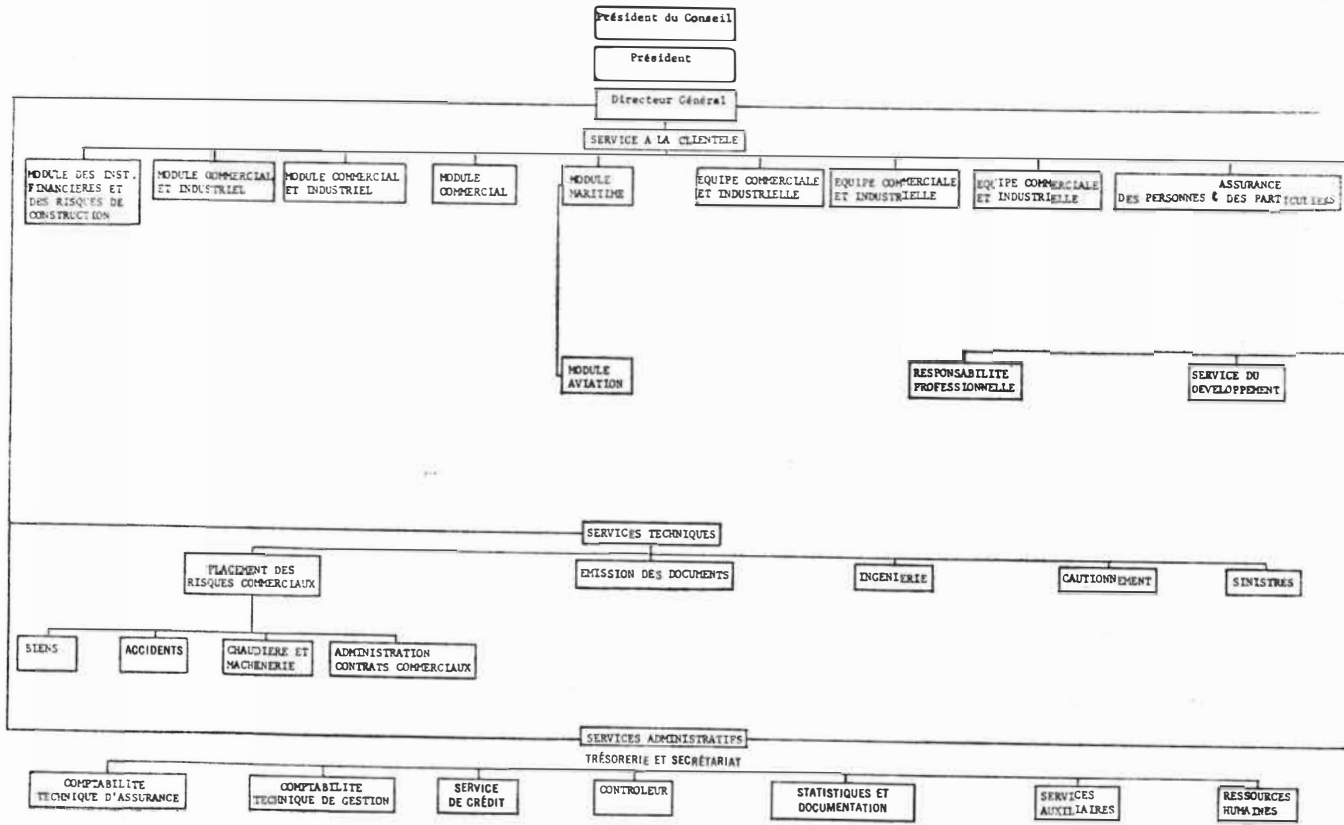 Président du Conseil
Président
Directeur Général
SERVICE A LA CLIENTELE
MODULE DES INST.
FINANCIERES ET
DES RISQUES DE
CONSTRUCTION
MODULE COMMERCIAL
ET INDUSTRIEL
MODULE COMMERCIAL
ET INDUSTRIEL
MODULE
COMMERCIAL
MODULE
MARITIME
EQUIPE COMMERCIALE
ET INDUSTRIELLE
EQUIPE COMMERCIALE
ET INDUSTRIELLE
EQUIPE COMMERCIALE
ET INDUSTRIELLE
ASSURANCE
DES PERSONNES & DES PARTICULIERS
MODULE
AVIATION
RESPONSABILITE
PROFESSIONNELLE
SERVICE DU
DEVELOPPEMENT
SERVICES TECHNIQUES
PLACEMENT DES
RISQUES COMMERCIAUX
EMISSION DES DOCUMENTS
INGENIERIE
CAUTIONNEMENT
SINISTRES
BIENS
ACCIDENTS
CHAUDIERE ET
MACHENERIE
ADMINISTRATION
CONTRATS COMMERCIAUX
SERVICES ADMINISTRATIFS
TRÉSORERIE ET SECRÉTARIAT
COMPTABILITE
TECHNIQUE D'ASSURANCE
COMPTABILITE
TECHNIQUE DE GESTION
SERVICE
DE CRÉDIT
CONTROLEUR
STATISTIQUES ET
DOCUMENTATION
SERVICES
AUXILIAIRES
RESSOURCES
HUMAINES